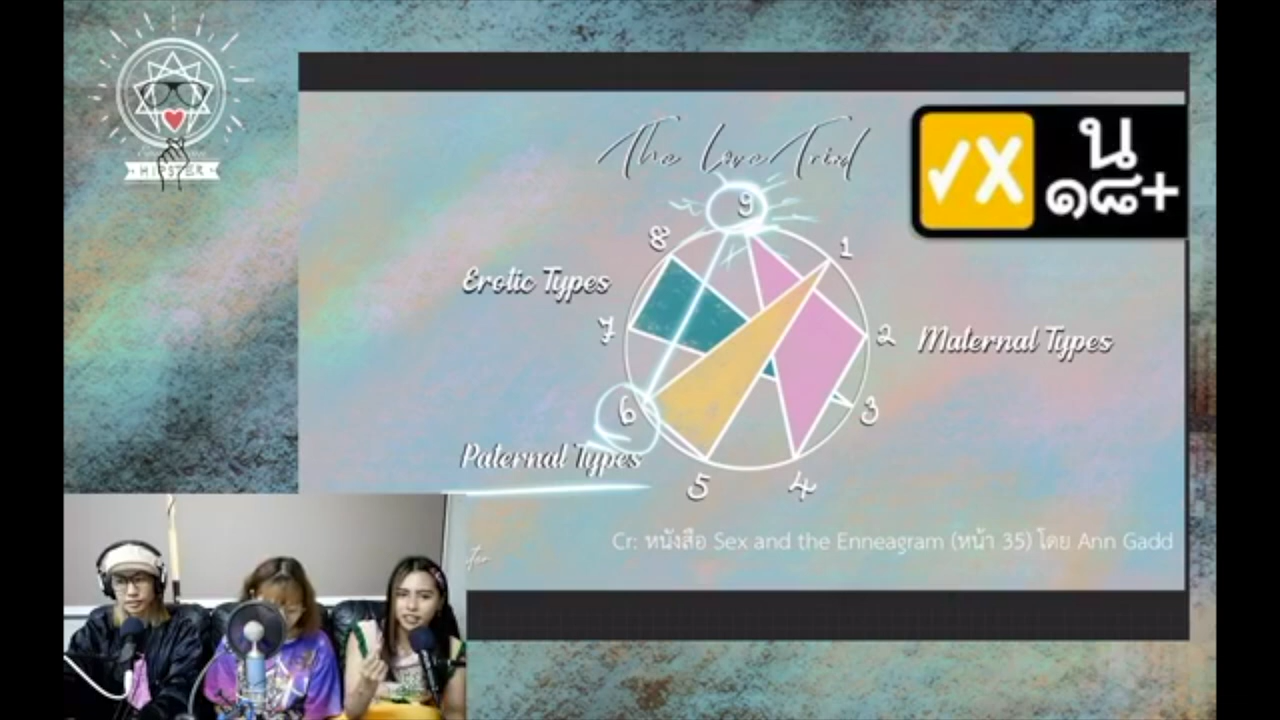 HIPSTER
The Love Triad
√X
น
๑๘+
9
8
1
Erotic Types
7
2
Maternal Types
6
3
Paternal Types
5
4
Cr: หนังสือ Sex and the Enneagram (หน้า 35) โดย Ann Gadd